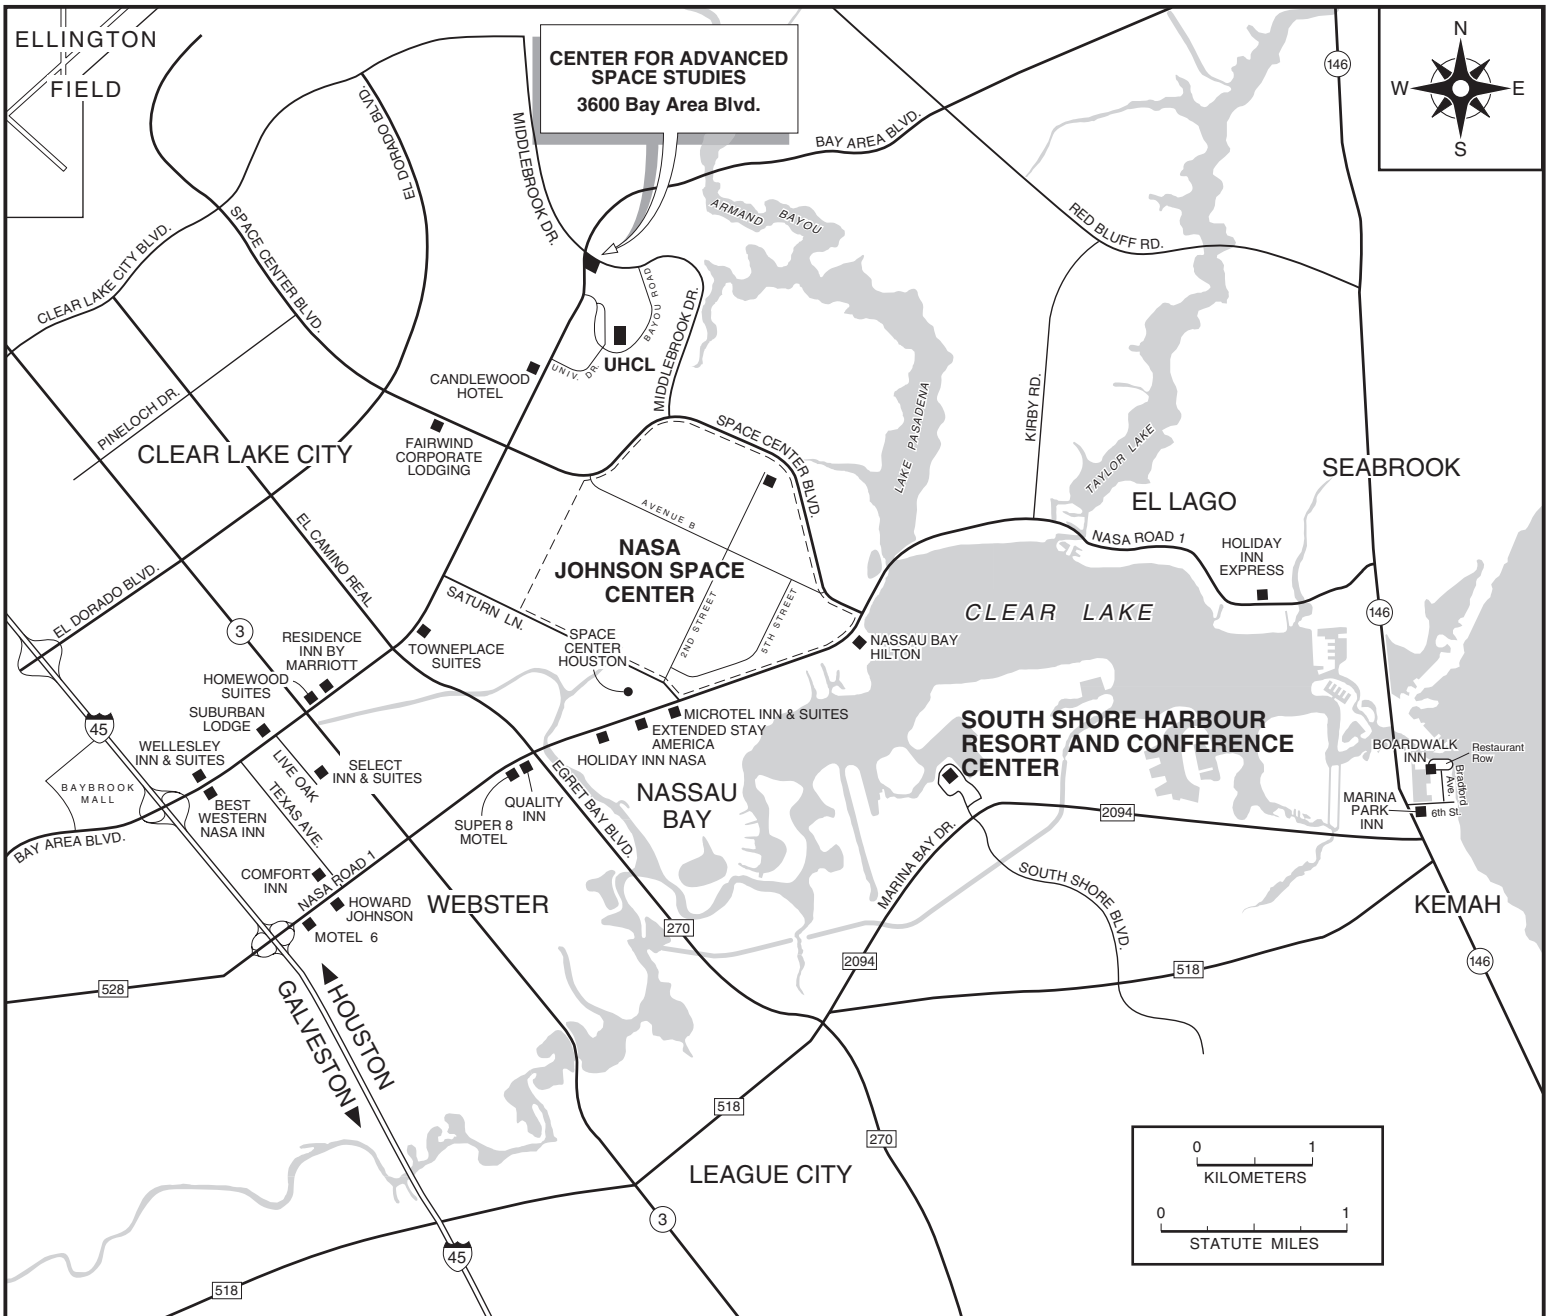 ELLINGTON
FIELD
CENTER FOR ADVANCED
SPACE STUDIES
3600 Bay Area Blvd.
146
N
W
E
S
EL DORADO BLVD.
MIDDLEBROOK DR.
BAY AREA BLVD.
ARMAND BAYOU
RED BLUFF RD.
CLEAR LAKE CITY BLVD.
SPACE CENTER BLVD.
BAYOU ROAD
MIDDLEBROOK DR.
UHCL
UNIV. DR.
CANDLEWOOD
HOTEL
PINELOCH DR.
CLEAR LAKE CITY
FAIRWIND
CORPORATE
LODGING
SPACE CENTER BLVD.
LAKE PASADENA
KIRBY RD.
TAYLOR LAKE
SEABROOK
EL LAGO
NASA ROAD 1
HOLIDAY
INN
EXPRESS
AVENUE B
NASA
JOHNSON SPACE
CENTER
EL CAMINO REAL
EL DORADO BLVD.
SATURN LN.
2ND STREET
5TH STREET
CLEAR LAKE
146
3
RESIDENCE
INN BY
MARRIOTT
TOWNEPLACE
SUITES
SPACE
CENTER
HOUSTON
NASSAU BAY
HILTON
HOMEWOOD
SUITES
SUBURBAN
LODGE
45
WELLESLEY
INN & SUITES
MICROTEL INN & SUITES
EXTENDED STAY
AMERICA
HOLIDAY INN NASA
SOUTH SHORE HARBOUR
RESORT AND CONFERENCE
CENTER
BOARDWALK
INN
Restaurant
Row
Bradford
Ave.
MARINA
PARK
INN
6th St.
BAYBROOK
MALL
LIVE OAK
TEXAS AVE.
SELECT
INN & SUITES
BEST
WESTERN
NASA INN
QUALITY
INN
SUPER 8
MOTEL
EGRET BAY BLVD.
NASSAU
BAY
2094
BAY AREA BLVD.
MARINA BAY DR.
SOUTH SHORE BLVD.
COMFORT
INN
NASA ROAD 1
HOWARD
JOHNSON
MOTEL 6
WEBSTER
KEMAH
270
2094
518
146
528
HOUSTON
GALVESTON
518
270
LEAGUE CITY
3
45
518
0 1
KILOMETERS
0 1
STATUTE MILES